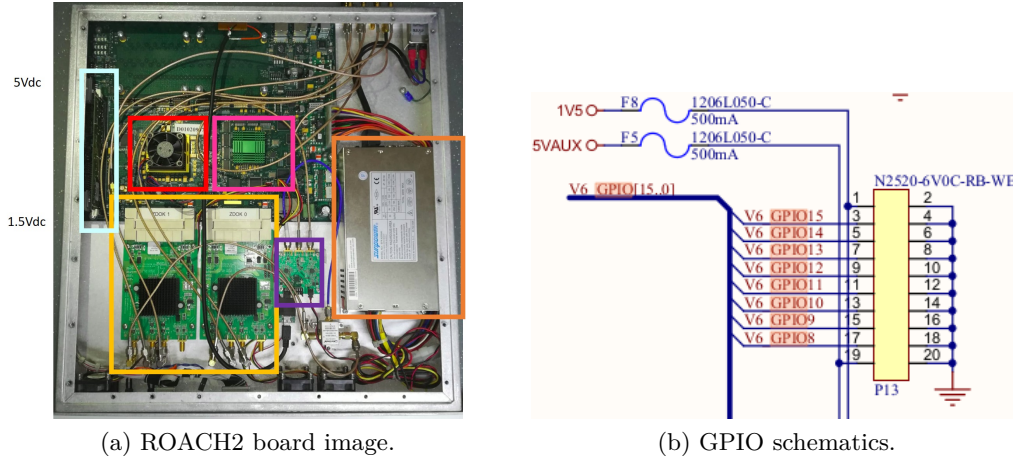 5Vdc
1.5Vdc
ZDOK 1
ZDOK 0
1V5
F8
1206L050-C
500mA
5VAUX
F5
1206L050-C
500mA
V6 GPIO[15..0]
N2520-6V0C-RB-WE
1 2
V6 GPIO15 3 4
V6 GPIO14 5 6
V6 GPIO13 7 8
V6 GPIO12 9 10
V6 GPIO11 11 12
V6 GPIO10 13 14
V6 GPIO9 15 16
V6 GPIO8 17 18
19 20
P13
(a) ROACH2 board image.
(b) GPIO schematics.